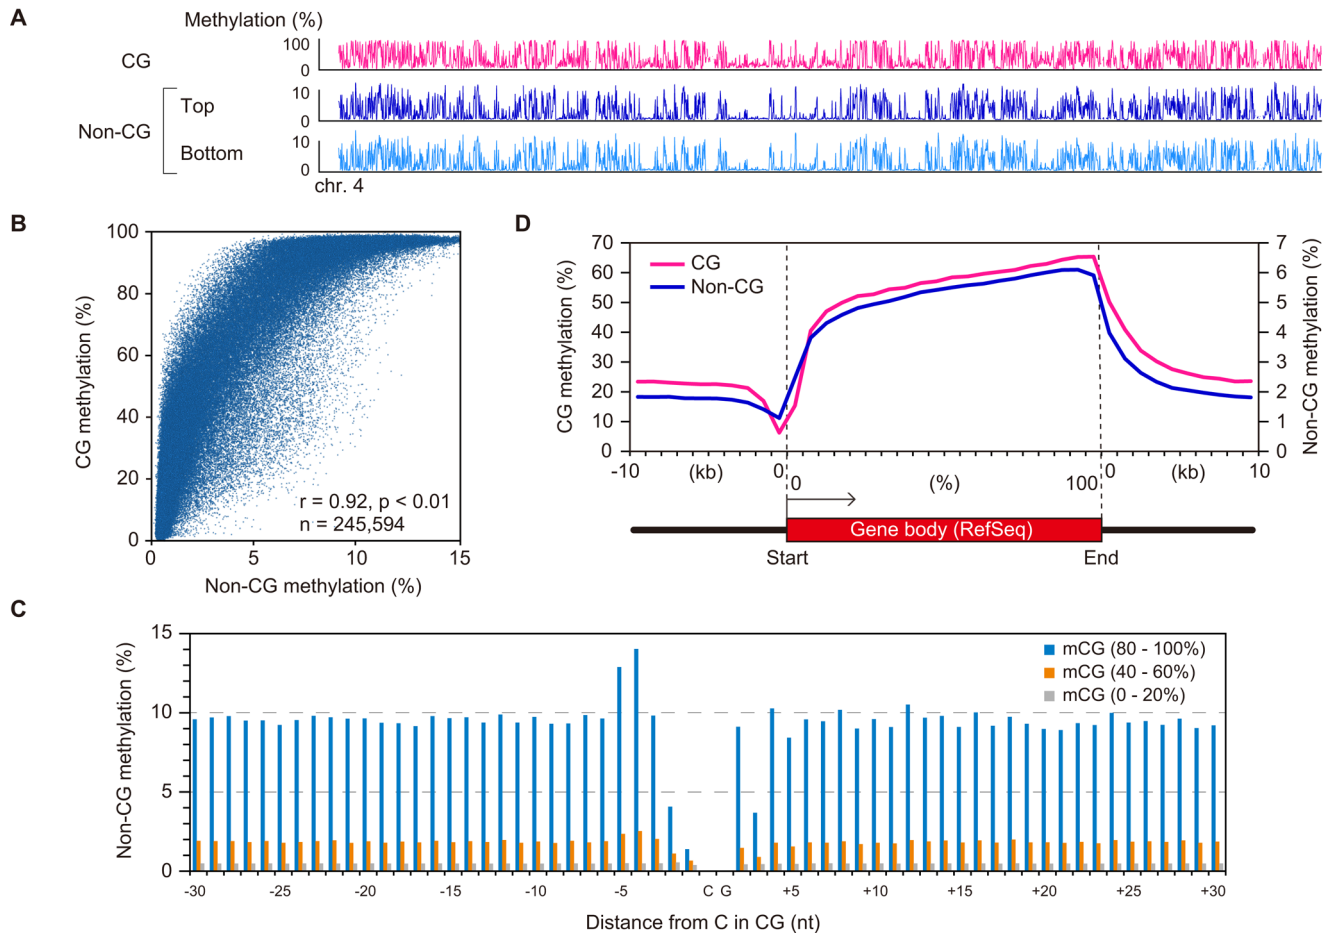 A
Methylation (%)
CG
100
0
Non-CG
Top
10
0
Bottom
10
0
chr. 4
B
CG methylation (%)
100
80
60
40
20
0
r = 0.92, p < 0.01
n = 245,594
0 5 10 15
Non-CG methylation (%)
D
CG methylation (%)
70
60
50
40
30
20
10
0
CG
Non-CG
7
6
5
4
3
2
1
0
Non-CG methylation (%)
-10 (kb) 0 0 (%) 100 0 (kb) 10
Gene body (RefSeq)
Start End
C
Non-CG methylation (%)
15
10
5
0
mCG (80 - 100%)
mCG (40 - 60%)
mCG (0 - 20%)
-30 -25 -20 -15 -10 -5 C G +5 +10 +15 +20 +25 +30
Distance from C in CG (nt)